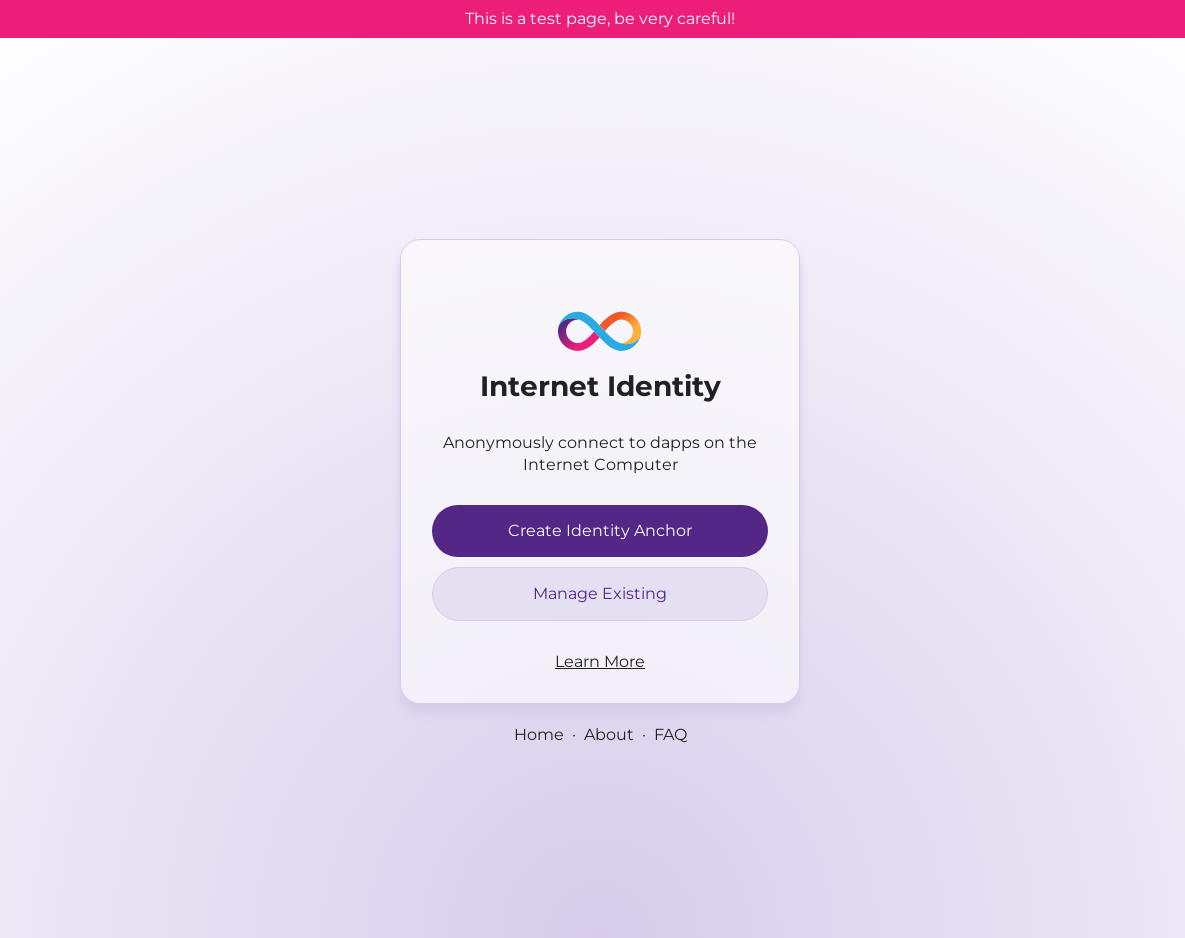 This is a test page, be very careful!
Internet Identity
Anonymously connect to dapps on the
Internet Computer
Create Identity Anchor
Manage Existing
Learn More
Home · About · FAQ